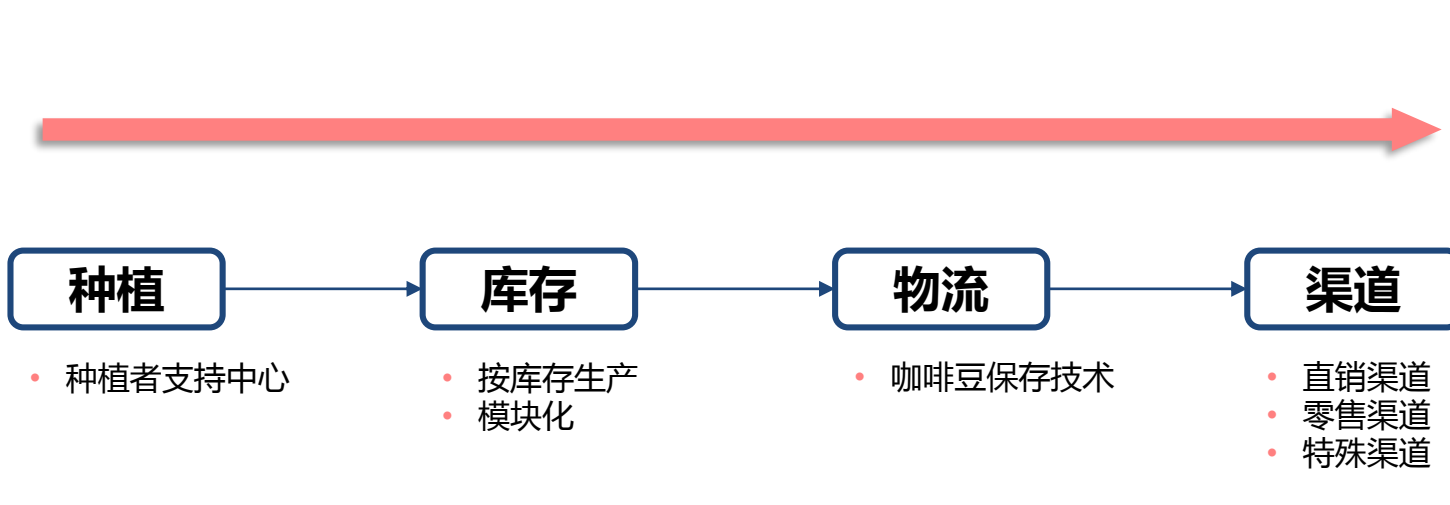 种植
库存
物流
渠道
• 种植者支持中心
• 按库存生产
• 模块化
• 咖啡豆保存技术
• 直销渠道
• 零售渠道
• 特殊渠道